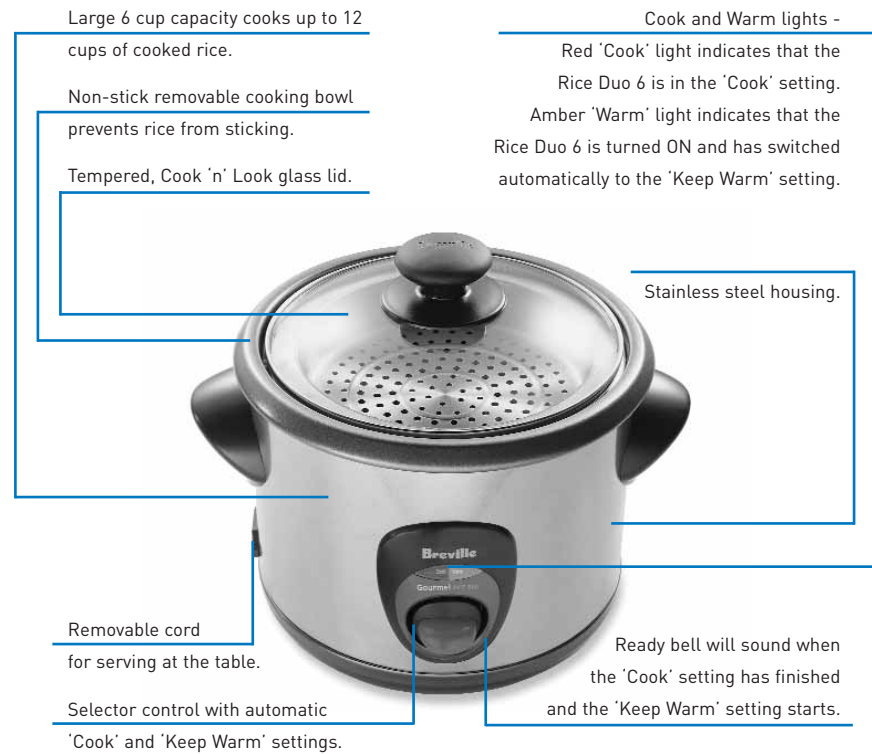 Large 6 cup capacity cooks up to 12
cups of cooked rice.
Non-stick removable cooking bowl
prevents rice from sticking.
Tempered, Cook ‘n’ Look glass lid.
Cook and Warm lights -
Red ‘Cook’ light indicates that the
Rice Duo 6 is in the ‘Cook’ setting.
Amber ‘Warm’ light indicates that the
Rice Duo 6 is turned ON and has switched
automatically to the ‘Keep Warm’ setting.
Stainless steel housing.
Breville
Gourmet
Removable cord
for serving at the table.
Selector control with automatic
‘Cook’ and ‘Keep Warm’ settings.
Ready bell will sound when
the ‘Cook’ setting has finished
and the ‘Keep Warm’ setting starts.